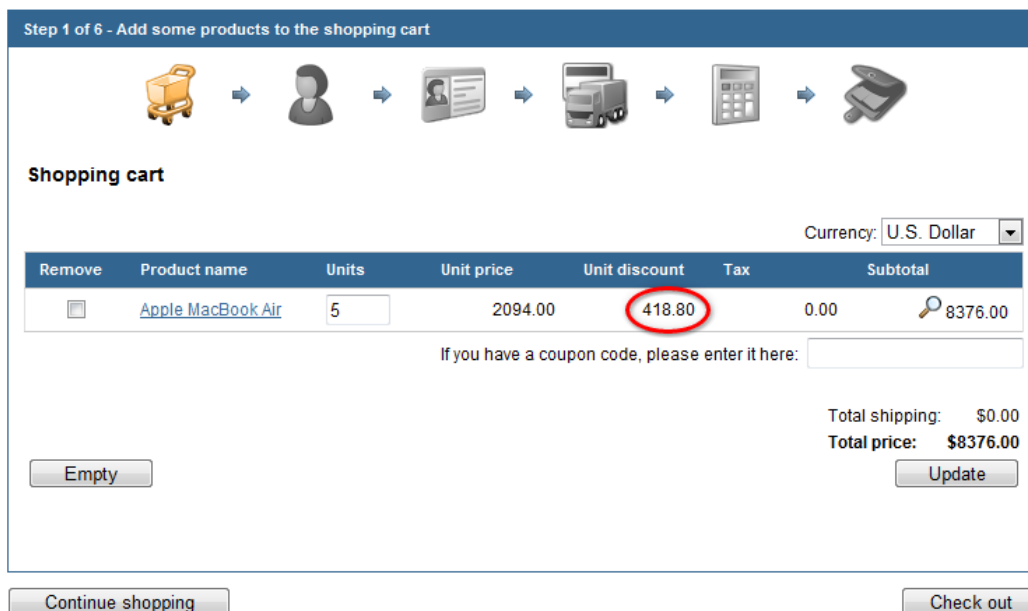 Step 1 of 6 - Add some products to the shopping cart
Shopping cart
Currency: U.S. Dollar
Remove Product name Units Unit price Unit discount Tax Subtotal
Apple MacBook Air 5 2094.00 418.80 0.00 8376.00
If you have a coupon code, please enter it here:
Total shipping: $0.00
Total price: $8376.00
Empty Update
Continue shopping Check out